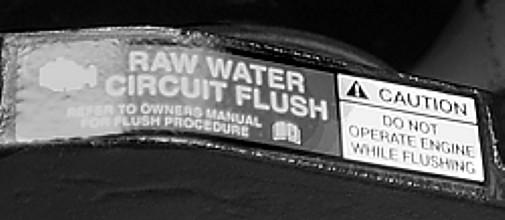 RAW WATER
CIRCUIT FLUSH
REFER TO OWNERS MANUAL
FOR FLUSH PROCEDURE
CAUTION
DO NOT
OPERATE ENGINE
WHILE FLUSHING